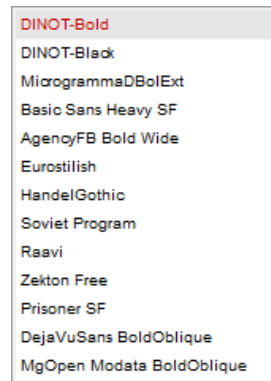 DINOT-Bold
DINOT-Black
MicrogrammaDBolExt
Basic Sans Heavy SF
AgencyFB Bold Wide
Eurostilish
HandelGothic
Soviet Program
Raavi
Zekton Free
Prisoner SF
DejaVuSans BoldOblique
MgOpen Modata BoldOblique